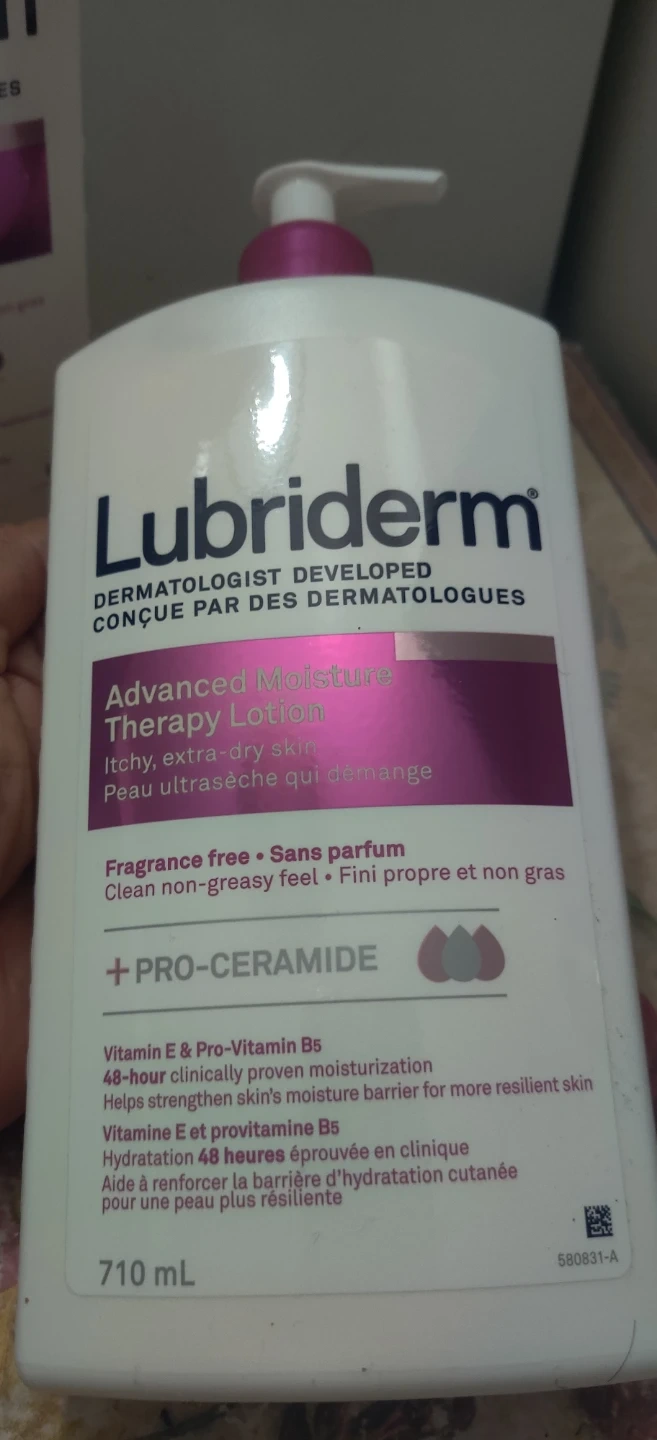 ES
Lubriderm®
DERMATOLOGIST DEVELOPED
CONÇUE PAR DES DERMATOLOGUES
Advanced Moisture
Therapy Lotion
Itchy, extra-dry skin
Peau ultrasèche qui démange
Fragrance free • Sans parfum
Clean non-greasy feel • Fini propre et non gras
+PRO-CERAMIDE
Vitamin E & Pro-Vitamin B5
48-hour clinically proven moisturization
Helps strengthen skin's moisture barrier for more resilient skin
Vitamine E et provitamine B5
Hydratation 48 heures éprouvée en clinique
Aide à renforcer la barrière d'hydratation cutanée
pour une peau plus résiliente
710 mL
580831-A